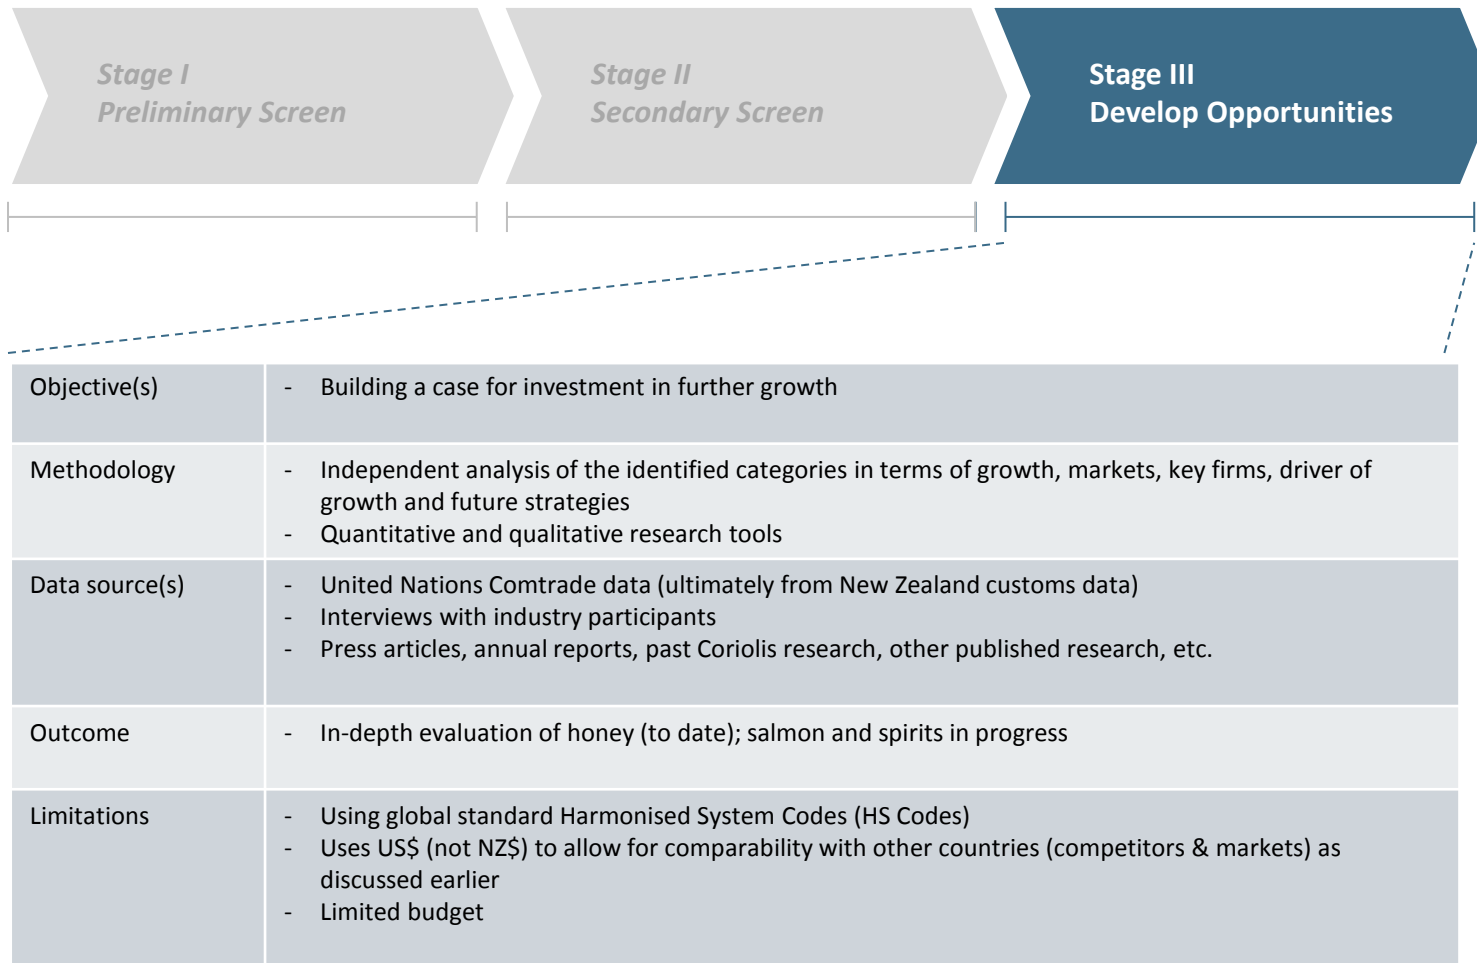 Stage I
Preliminary Screen
Stage II
Secondary Screen
Stage III
Develop Opportunities
Objective(s)
- Building a case for investment in further growth
Methodology
- Independent analysis of the identified categories in terms of growth, markets, key firms, driver of
growth and future strategies
- Quantitative and qualitative research tools
Data source(s)
- United Nations Comtrade data (ultimately from New Zealand customs data)
- Interviews with industry participants
- Press articles, annual reports, past Coriolis research, other published research, etc.
Outcome
- In-depth evaluation of honey (to date); salmon and spirits in progress
Limitations
- Using global standard Harmonised System Codes (HS Codes)
- Uses US$ (not NZ$) to allow for comparability with other countries (competitors & markets) as
discussed earlier
- Limited budget